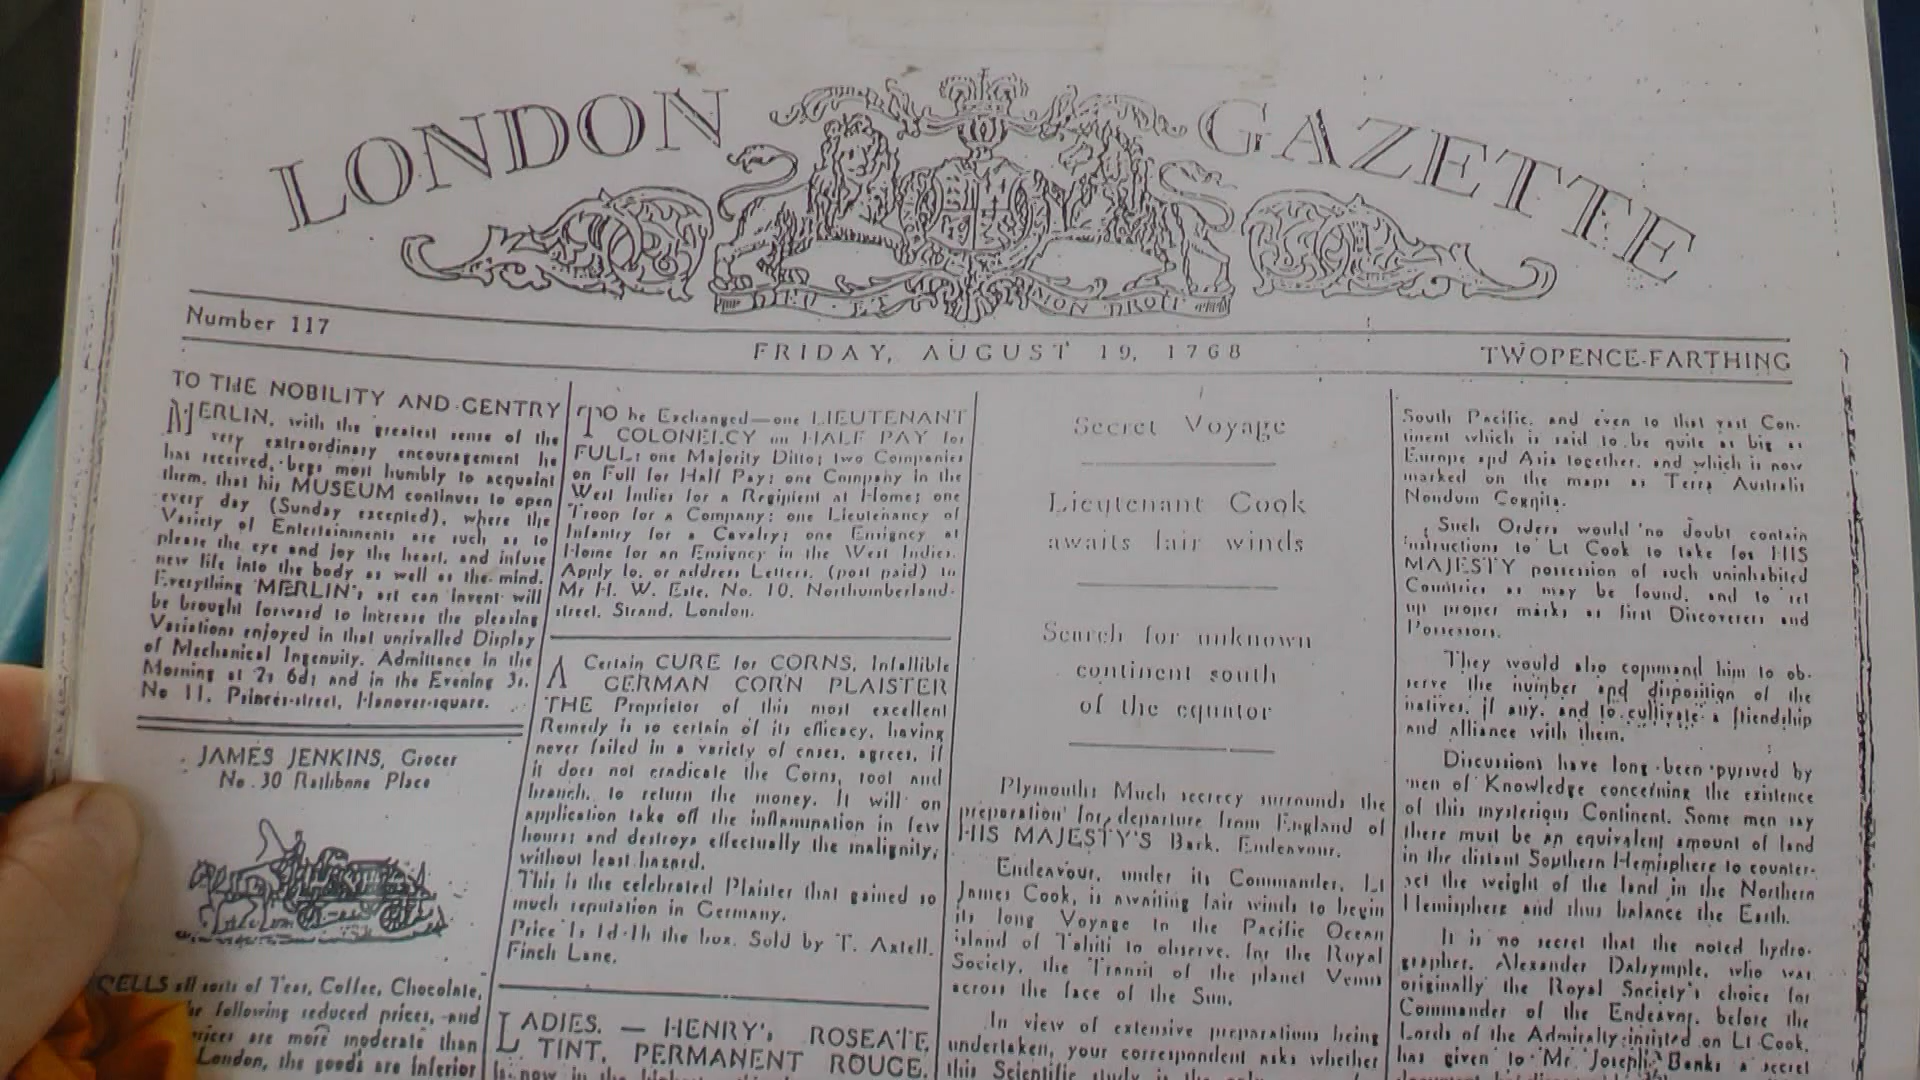 LONDON GAZETTE
DIEU · ET MON DROIT
Number 117
FRIDAY, AUGUST 19, 1768
TWOPENCE-FARTHING
TO THE NOBILITY AND GENTRY
MERLIN, with the greatest sense of the
very extraordinary encouragement he
has received, begs most humbly to acquaint
them, that his MUSEUM continues to open
every day (Sunday excepted), where the
Variety of Entertainments are such as to
please the eye and joy the heart, and infuse
new life into the body as well as the mind.
Everything MERLIN's art can invent will
be brought forward to increase the pleasing
Variations enjoyed in that unrivalled Display
of Mechanical Ingenuity. Admittance in the
Morning at 2s 6d; and in the Evening 3s.
No 11, Princes-street, Hanover-square.
JAMES JENKINS, Grocer
No. 30 Rathbone Place
SELLS all sorts of Teas, Coffee, Chocolate,
following reduced prices, and
are more moderate than
London, the goods are inferior
TO be Exchanged—one LIEUTENANT
COLONELCY on HALF PAY for
FULL; one Majority Ditto; two Companies
on Full for Half Pay; one Company in the
West Indies for a Regiment at Home; one
Troop for a Company; one Lieutenancy of
Infantry for a Cavalry; one Ensigncy at
Home for an Ensigncy in the West Indies.
Apply to, or address Letters, (post paid) to
Mr H. W. Este, No. 10, Northumberland-
street, Strand, London.
A Certain CURE for CORNS, Infallible
GERMAN CORN PLAISTER
THE Proprietor of this most excellent
Remedy is so certain of its efficacy, having
never failed in a variety of cases, agrees, if
it does not eradicate the Corns, root and
branch, to return the money. It will on
application take off the inflamation in few
hours; and destroys effectually the malignity,
without least hazard.
This is the celebrated Plaister that gained so
much reputation in Germany.
Price the box. Sold by T. Axtell,
Finch Lane.
LADIES. — HENRY's ROSEATE
TINT, PERMANENT ROUGE,
is now in the
Secret Voyage
Lieutenant Cook
awaits fair winds
Search for unknown
continent south
of the equator
Plymouth: Much secrecy surrounds the
preparation for departure from England of
HIS MAJESTY'S Bark, Endeavour.
Endeavour, under its Commander, Lt
James Cook, is awaiting fair winds to begin
its long Voyage to the Pacific Ocean
island of Tahiti to observe, for the Royal
Society, the Transit of the planet Venus
across the face of the Sun.
In view of extensive preparations being
undertaken, your correspondent asks whether
this Scientific study is the only
South Pacific, and even to that vast Con-
tinent which is said to be quite as big as
Europe and Asia together, and which is now
marked on the maps as Terra Australis
Nondum Cognita.
Such Orders would no doubt contain
instructions to Lt Cook to take for HIS
MAJESTY possession of such uninhabited
Countries as may be found, and to set
up proper marks as first Discoverers and
Possessors.
They would also command him to ob-
serve the number and disposition of the
natives, if any, and to cultivate a friendship
and alliance with them.
Discussions have long been pursued by
men of Knowledge concerning the existence
of this mysterious Continent. Some men say
there must be an equivalent amount of land
in the distant Southern Hemisphere to counter-
act the weight of the land in the Northern
Hemisphere and thus balance the Earth.
It is no secret that the noted hydro-
grapher, Alexander Dalrymple, who was
originally the Royal Society's choice for
Commander of the Endeavour, before the
Lords of the Admiralty insisted on Lt Cook,
has given to Mr. Joseph Banks a secret